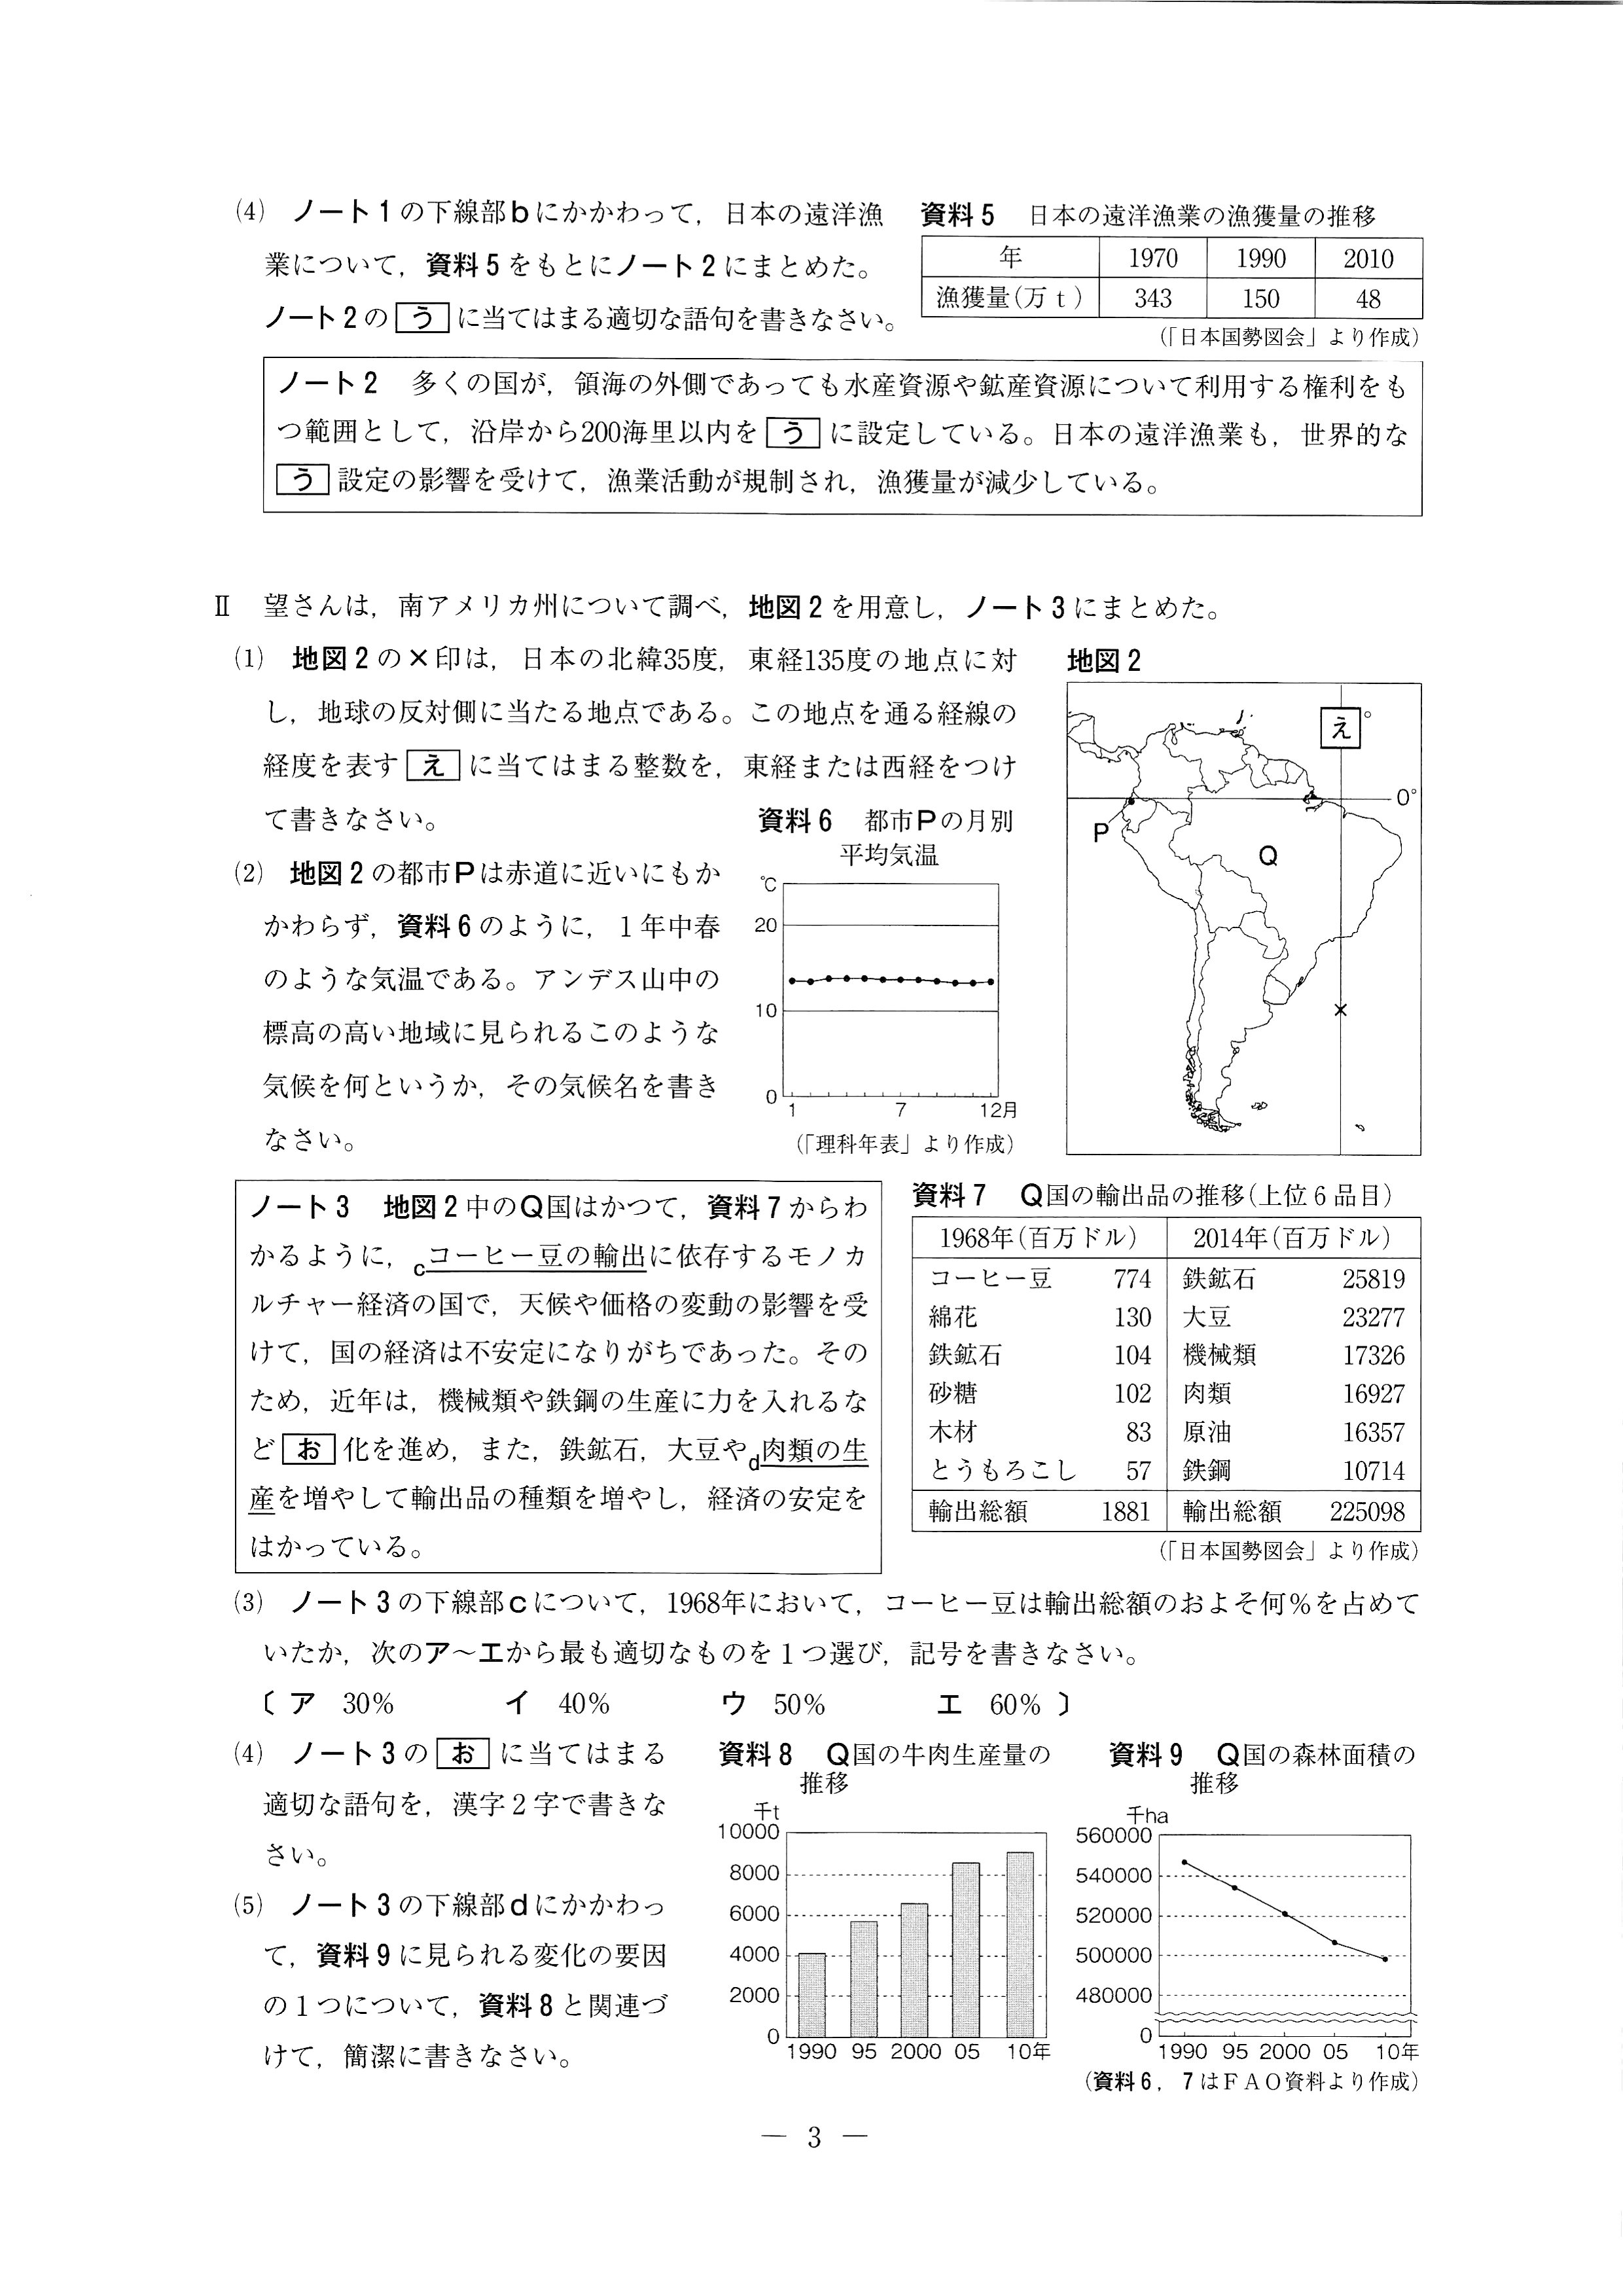 (4) ノート1の下線部bにかかわって，日本の遠洋漁
業について，資料5をもとにノート2にまとめた。
ノート2の う に当てはまる適切な語句を書きなさい。
資料5 日本の遠洋漁業の漁獲量の推移
年 1970 1990 2010
漁獲量(万t) 343 150 48
(「日本国勢図会」より作成)
ノート2 多くの国が，領海の外側であっても水産資源や鉱産資源について利用する権利をも
つ範囲として，沿岸から200海里以内を う に設定している。日本の遠洋漁業も，世界的な
う 設定の影響を受けて，漁業活動が規制され，漁獲量が減少している。
Ⅱ 望さんは，南アメリカ州について調べ，地図2を用意し，ノート3にまとめた。
(1) 地図2の×印は，日本の北緯35度，東経135度の地点に対
し，地球の反対側に当たる地点である。この地点を通る経線の
経度を表す え に当てはまる整数を，東経または西経をつけ
て書きなさい。
地図2
え °
0°
P
Q
×
(2) 地図2の都市Pは赤道に近いにもか
かわらず，資料6のように，1年中春
のような気温である。アンデス山中の
標高の高い地域に見られるこのような
気候を何というか，その気候名を書き
なさい。
資料6 都市Pの月別
平均気温
℃
20
10
0
1 7 12月
(「理科年表」より作成)
ノート3 地図2中のQ国はかつて，資料7からわ
かるように，cコーヒー豆の輸出に依存するモノカ
ルチャー経済の国で，天候や価格の変動の影響を受
けて，国の経済は不安定になりがちであった。その
ため，近年は，機械類や鉄鋼の生産に力を入れるな
ど お 化を進め，また，鉄鉱石，大豆やd肉類の生
産を増やして輸出品の種類を増やし，経済の安定を
はかっている。
資料7 Q国の輸出品の推移(上位6品目)
1968年(百万ドル) 2014年(百万ドル)
コーヒー豆 774 鉄鉱石 25819
綿花 130 大豆 23277
鉄鉱石 104 機械類 17326
砂糖 102 肉類 16927
木材 83 原油 16357
とうもろこし 57 鉄鋼 10714
輸出総額 1881 輸出総額 225098
(「日本国勢図会」より作成)
(3) ノート3の下線部cについて，1968年において，コーヒー豆は輸出総額のおよそ何%を占めて
いたか，次のア～エから最も適切なものを1つ選び，記号を書きなさい。
〔 ア 30% イ 40% ウ 50% エ 60% 〕
(4) ノート3の お に当てはまる
適切な語句を，漢字2字で書きな
さい。
(5) ノート3の下線部dにかかわっ
て，資料9に見られる変化の要因
の1つについて，資料8と関連づ
けて，簡潔に書きなさい。
資料8 Q国の牛肉生産量の
推移
千t
10000
8000
6000
4000
2000
0
1990 95 2000 05 10年
資料9 Q国の森林面積の
推移
千ha
560000
540000
520000
500000
480000
0
1990 95 2000 05 10年
(資料6，7はFAO資料より作成)
— 3 —